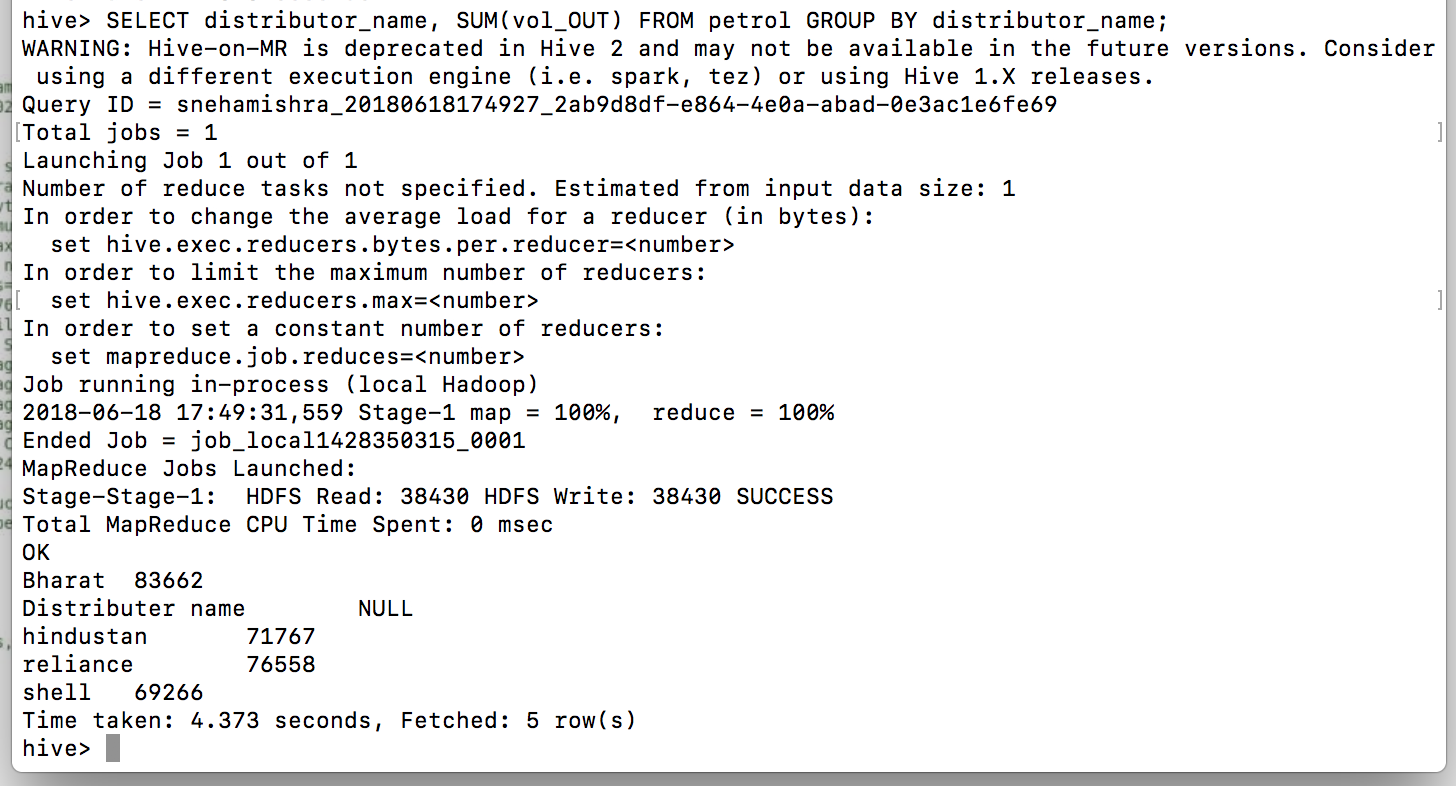 hive> SELECT distributor_name, SUM(vol_OUT) FROM petrol GROUP BY distributor_name;
WARNING: Hive-on-MR is deprecated in Hive 2 and may not be available in the future versions. Consider
 using a different execution engine (i.e. spark, tez) or using Hive 1.X releases.
Query ID = snehamishra_20180618174927_2ab9d8df-e864-4e0a-abad-0e3ac1e6fe69
[Total jobs = 1 ]
Launching Job 1 out of 1
Number of reduce tasks not specified. Estimated from input data size: 1
In order to change the average load for a reducer (in bytes):
  set hive.exec.reducers.bytes.per.reducer=<number>
In order to limit the maximum number of reducers:
[  set hive.exec.reducers.max=<number> ]
In order to set a constant number of reducers:
  set mapreduce.job.reduces=<number>
Job running in-process (local Hadoop)
2018-06-18 17:49:31,559 Stage-1 map = 100%,  reduce = 100%
Ended Job = job_local1428350315_0001
MapReduce Jobs Launched:
Stage-Stage-1:  HDFS Read: 38430 HDFS Write: 38430 SUCCESS
Total MapReduce CPU Time Spent: 0 msec
OK
Bharat  83662
Distributer name        NULL
hindustan       71767
reliance        76558
shell   69266
Time taken: 4.373 seconds, Fetched: 5 row(s)
hive>